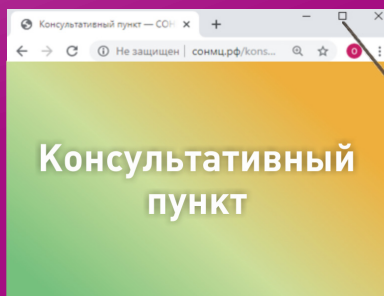 Консультативный пункт — СОН
Не защищен | сонмц.рф/kons...
О
Консультативный
пункт